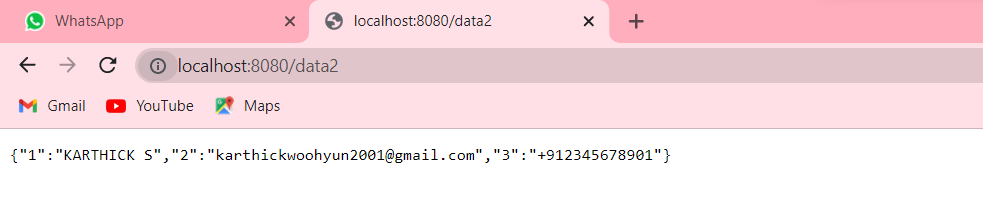 WhatsApp
localhost:8080/data2
localhost:8080/data2
Gmail
YouTube
Maps
{"1":"KARTHICK S","2":"karthickwoohyun2001@gmail.com","3":"+912345678901"}